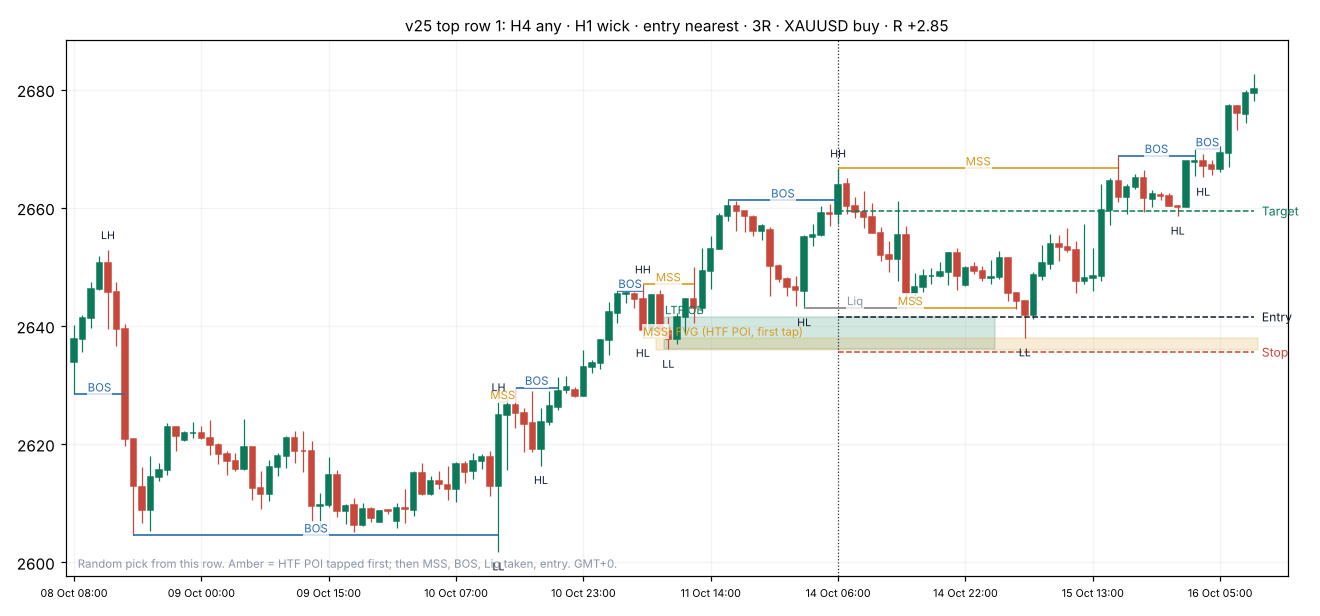 v25 top row 1: H4 any · H1 wick · entry nearest · 3R · XAUUSD buy · R +2.85
2680
2660
2640
2620
2600
LH
BOS
BOS
LH
MSS
LL
BOS
HL
BOS
HH
MSS
HL
LL
LTF OB
MSS FVG (HTF POI, first tap)
BOS
HL
HH
Liq
MSS
MSS
LL
BOS
HL
BOS
HL
Target
Entry
Stop
Random pick from this row. Amber = HTF POI tapped first; then MSS, BOS, Liq taken, entry. GMT+0.
08 Oct 08:00
09 Oct 00:00
09 Oct 15:00
10 Oct 07:00
10 Oct 23:00
11 Oct 14:00
14 Oct 06:00
14 Oct 22:00
15 Oct 13:00
16 Oct 05:00